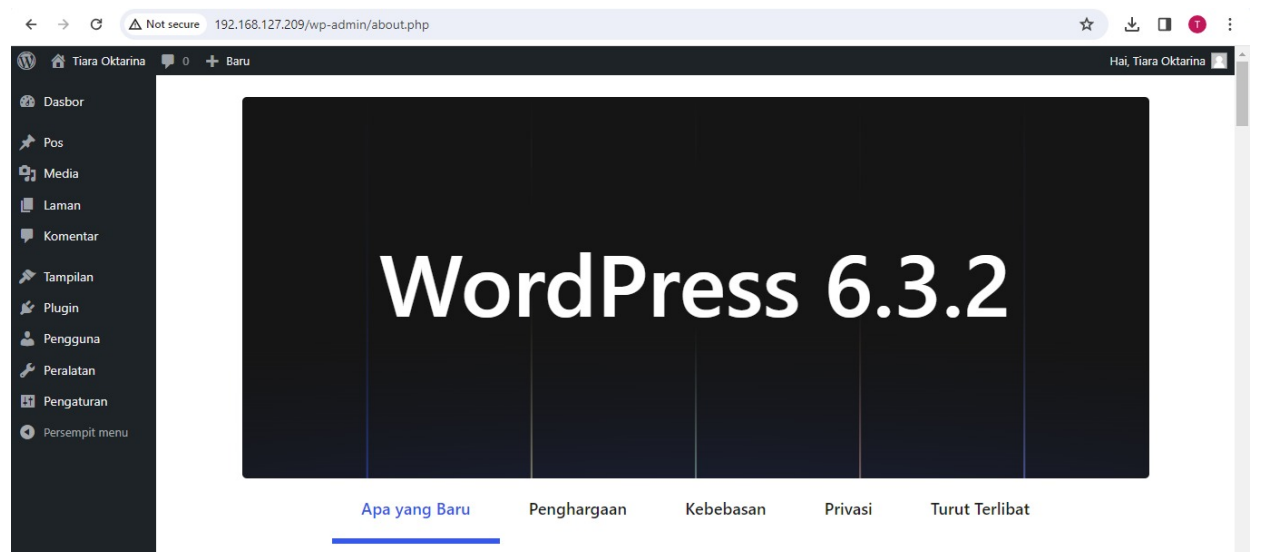 Not secure 192.168.127.209/wp-admin/about.php T
Tiara Oktarina 0 + Baru Hai, Tiara Oktarina
Dasbor
Pos
Media
Laman
Komentar
Tampilan
Plugin
Pengguna
Peralatan
Pengaturan
Persempit menu
WordPress 6.3.2
Apa yang Baru Penghargaan Kebebasan Privasi Turut Terlibat